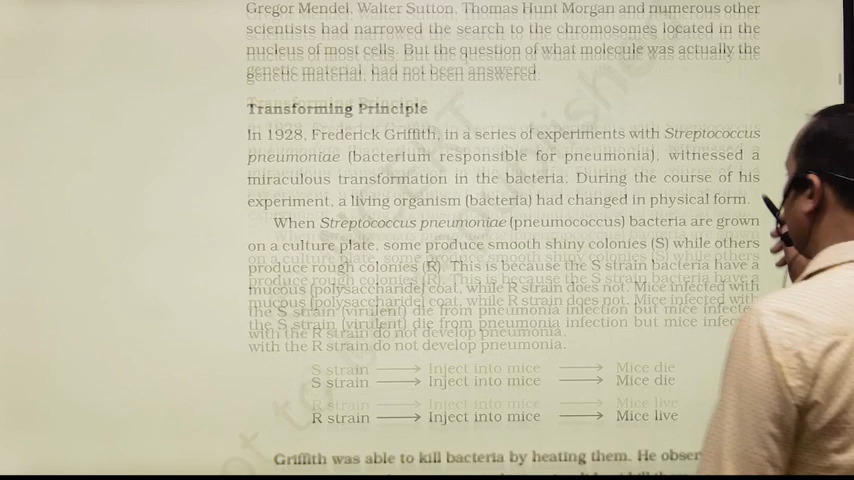 Gregor Mendel, Walter Sutton, Thomas Hunt Morgan and numerous other
scientists had narrowed the search to the chromosomes located in the
nucleus of most cells. But the question of what molecule was actually the
genetic material, had not been answered.
Transforming Principle
In 1928, Frederick Griffith, in a series of experiments with Streptococcus
pneumoniae (bacterium responsible for pneumonia), witnessed a
miraculous transformation in the bacteria. During the course of his
experiment, a living organism (bacteria) had changed in physical form.
When Streptococcus pneumoniae (pneumococcus) bacteria are grown
on a culture plate, some produce smooth shiny colonies (S) while others
produce rough colonies (R). This is because the S strain bacteria have a
mucous (polysaccharide) coat, while R strain does not. Mice infected with
the S strain (virulent) die from pneumonia infection but mice infected
with the R strain do not develop pneumonia.
S strain → Inject into mice → Mice die
R strain → Inject into mice → Mice live
Griffith was able to kill bacteria by heating them. He obser